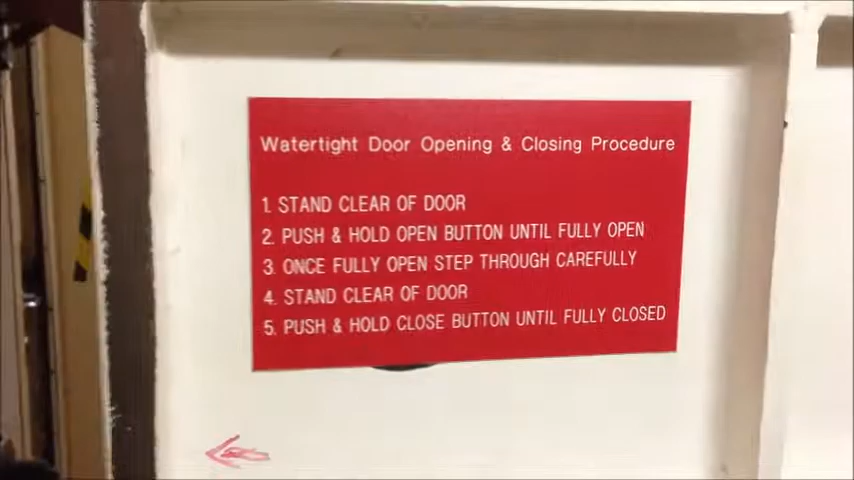 Watertight Door Opening & Closing Procedure
1. STAND CLEAR OF DOOR
2. PUSH & HOLD OPEN BUTTON UNTIL FULLY OPEN
3. ONCE FULLY OPEN STEP THROUGH CAREFULLY
4. STAND CLEAR OF DOOR
5. PUSH & HOLD CLOSE BUTTON UNTIL FULLY CLOSED